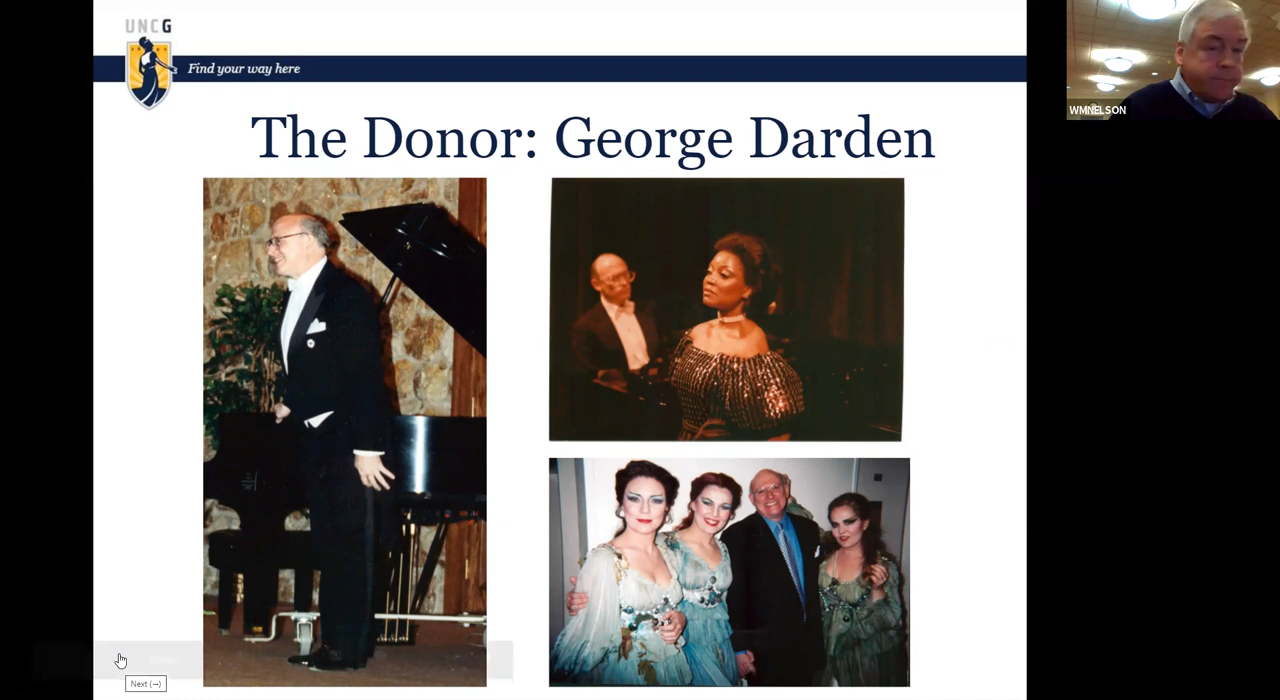 UNCG
Find your way here
WMNELSON
The Donor: George Darden
Next (→)